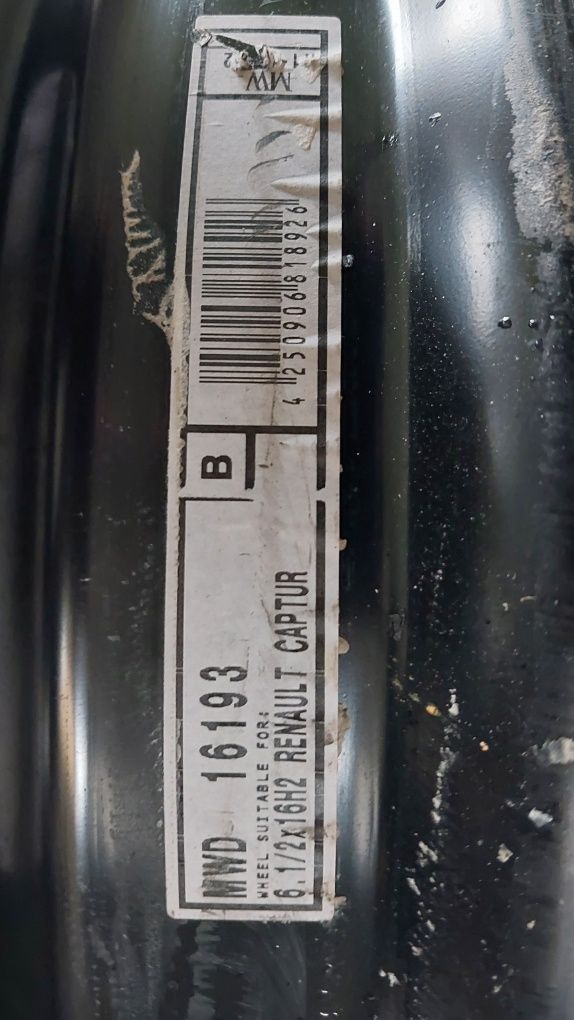 MWD 16193
WHEEL SUITABLE FOR:
6.1/2x16H2 RENAULT CAPTUR
B
4 250906 818926
MW